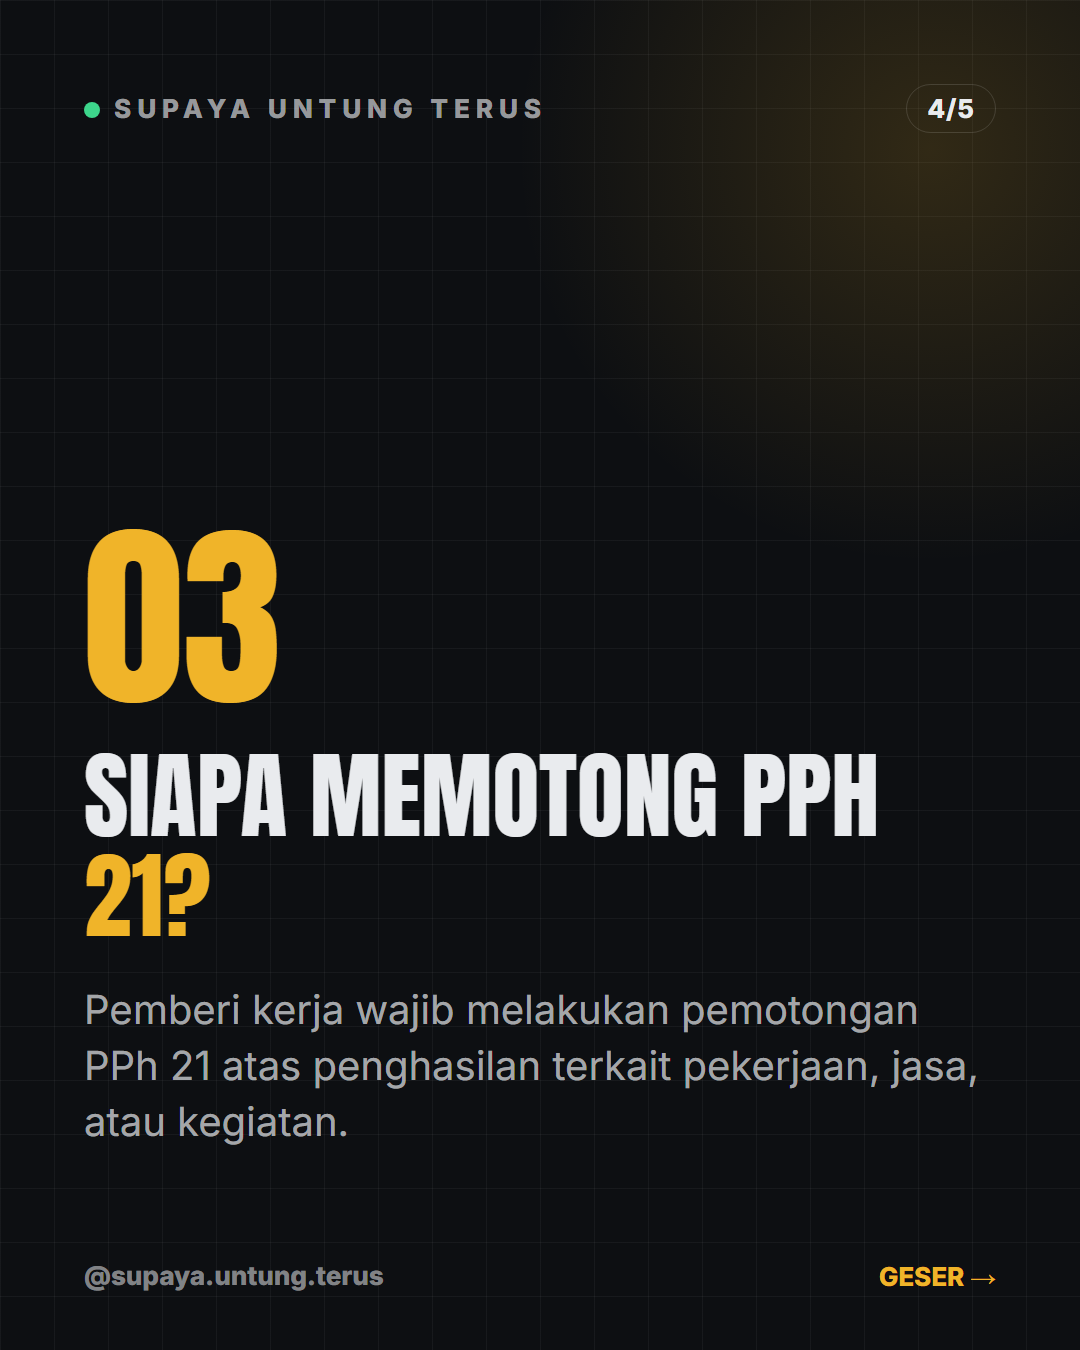 SUPAYA UNTUNG TERUS
4/5
03
SIAPA MEMOTONG PPH
21?
Pemberi kerja wajib melakukan pemotongan
PPh 21 atas penghasilan terkait pekerjaan, jasa,
atau kegiatan.
@supaya.untung.terus
GESER →